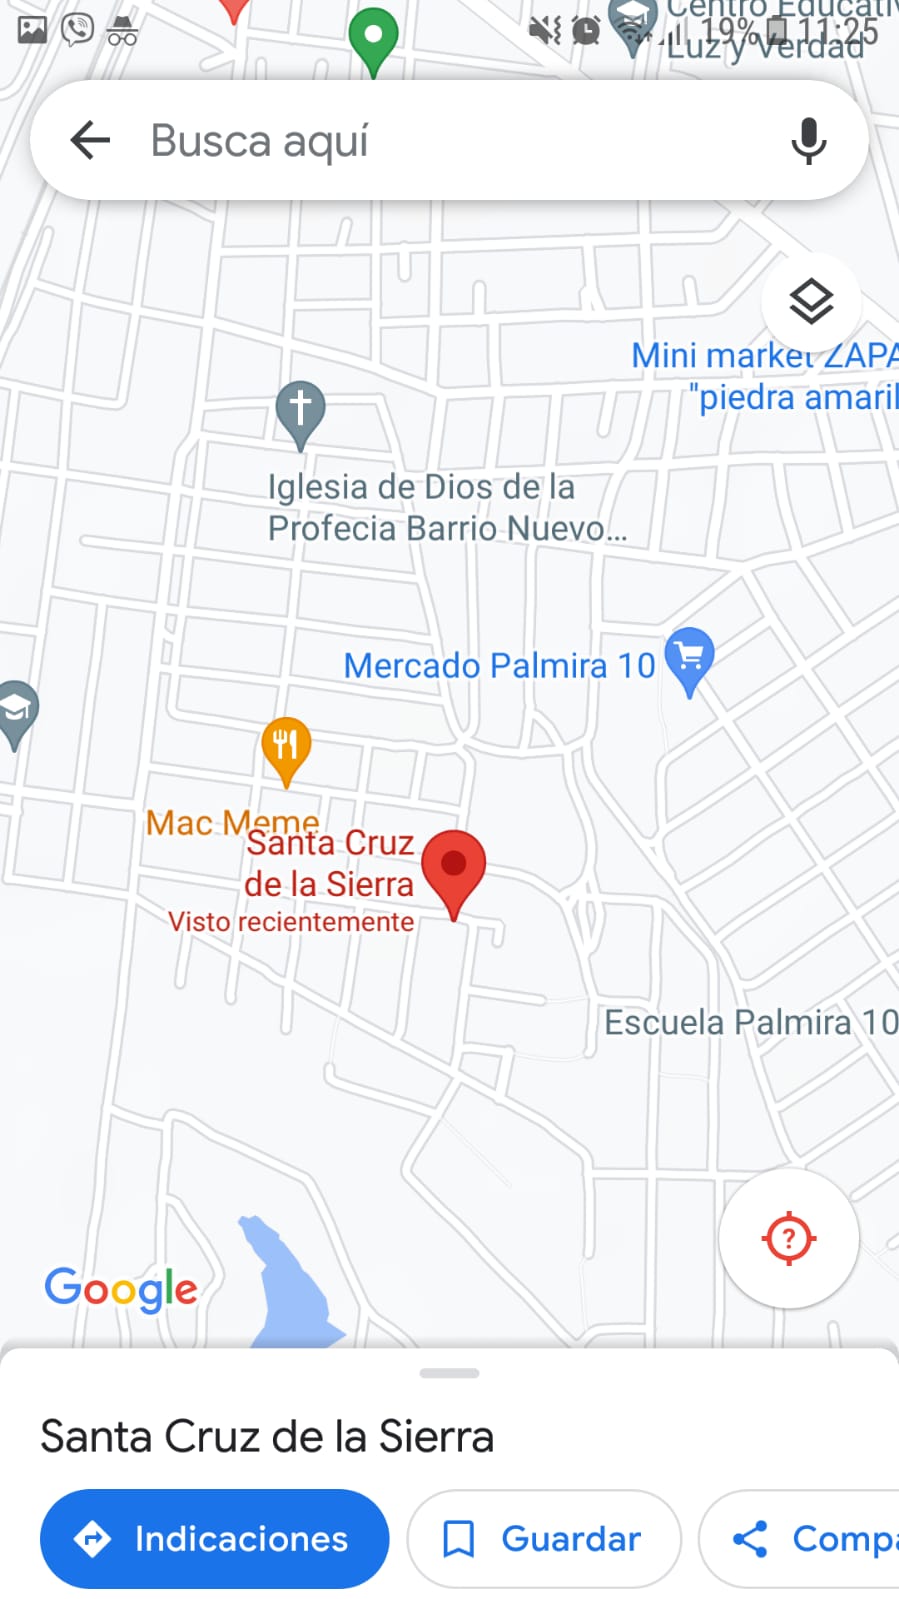 Centro Educati
Luz y Verdad
19% 11:25
Busca aquí
Mini market ZAPA
"piedra amaril
Iglesia de Dios de la
Profecia Barrio Nuevo...
Mercado Palmira 10
Mac Meme
Santa Cruz
de la Sierra
Visto recientemente
Escuela Palmira 10
?
Google
Santa Cruz de la Sierra
Indicaciones
Guardar
Compa